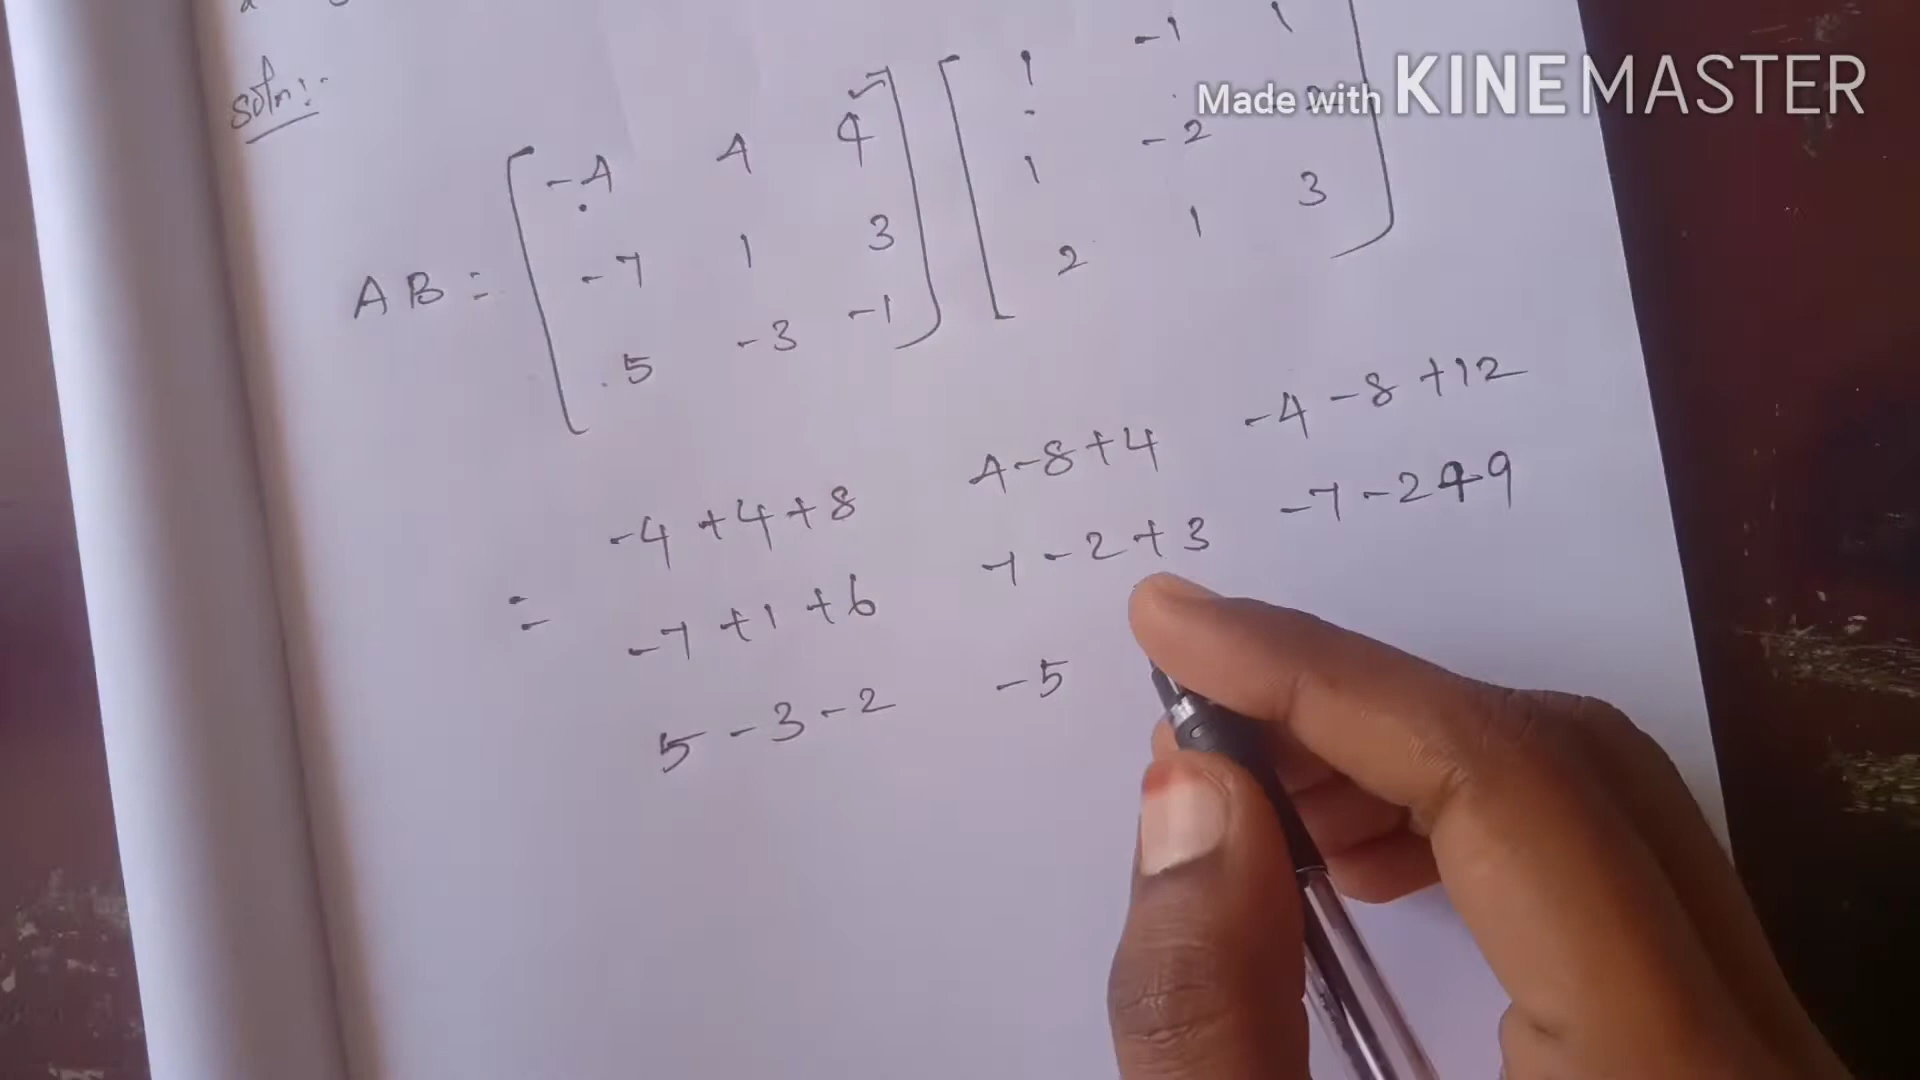 Soln:-
Made with KINEMASTER
AB = [ -4 4 4 ] [ 1 -1 1
-7 1 3 1 -2 -2
5 -3 -1 ] 2 1 3 ]
-4 +4 +8 4-8+4 -4 -8 +12
= -7 +1 +6 7 -2 + 3 -7 -2 +9
5 - 3 - 2 -5